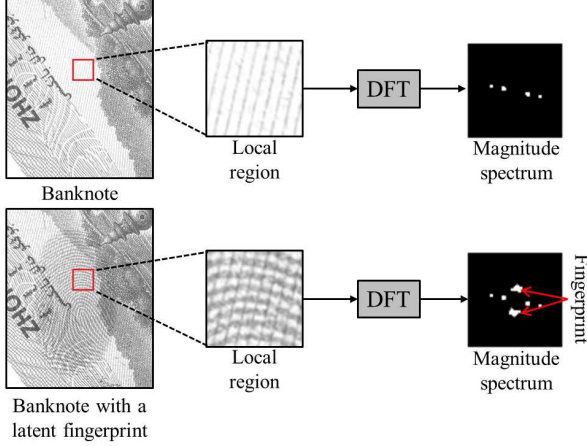 DFT
Local
region
Magnitude
spectrum
Banknote
DFT
Fingerprint
Local
region
Magnitude
spectrum
Banknote with a
latent fingerprint